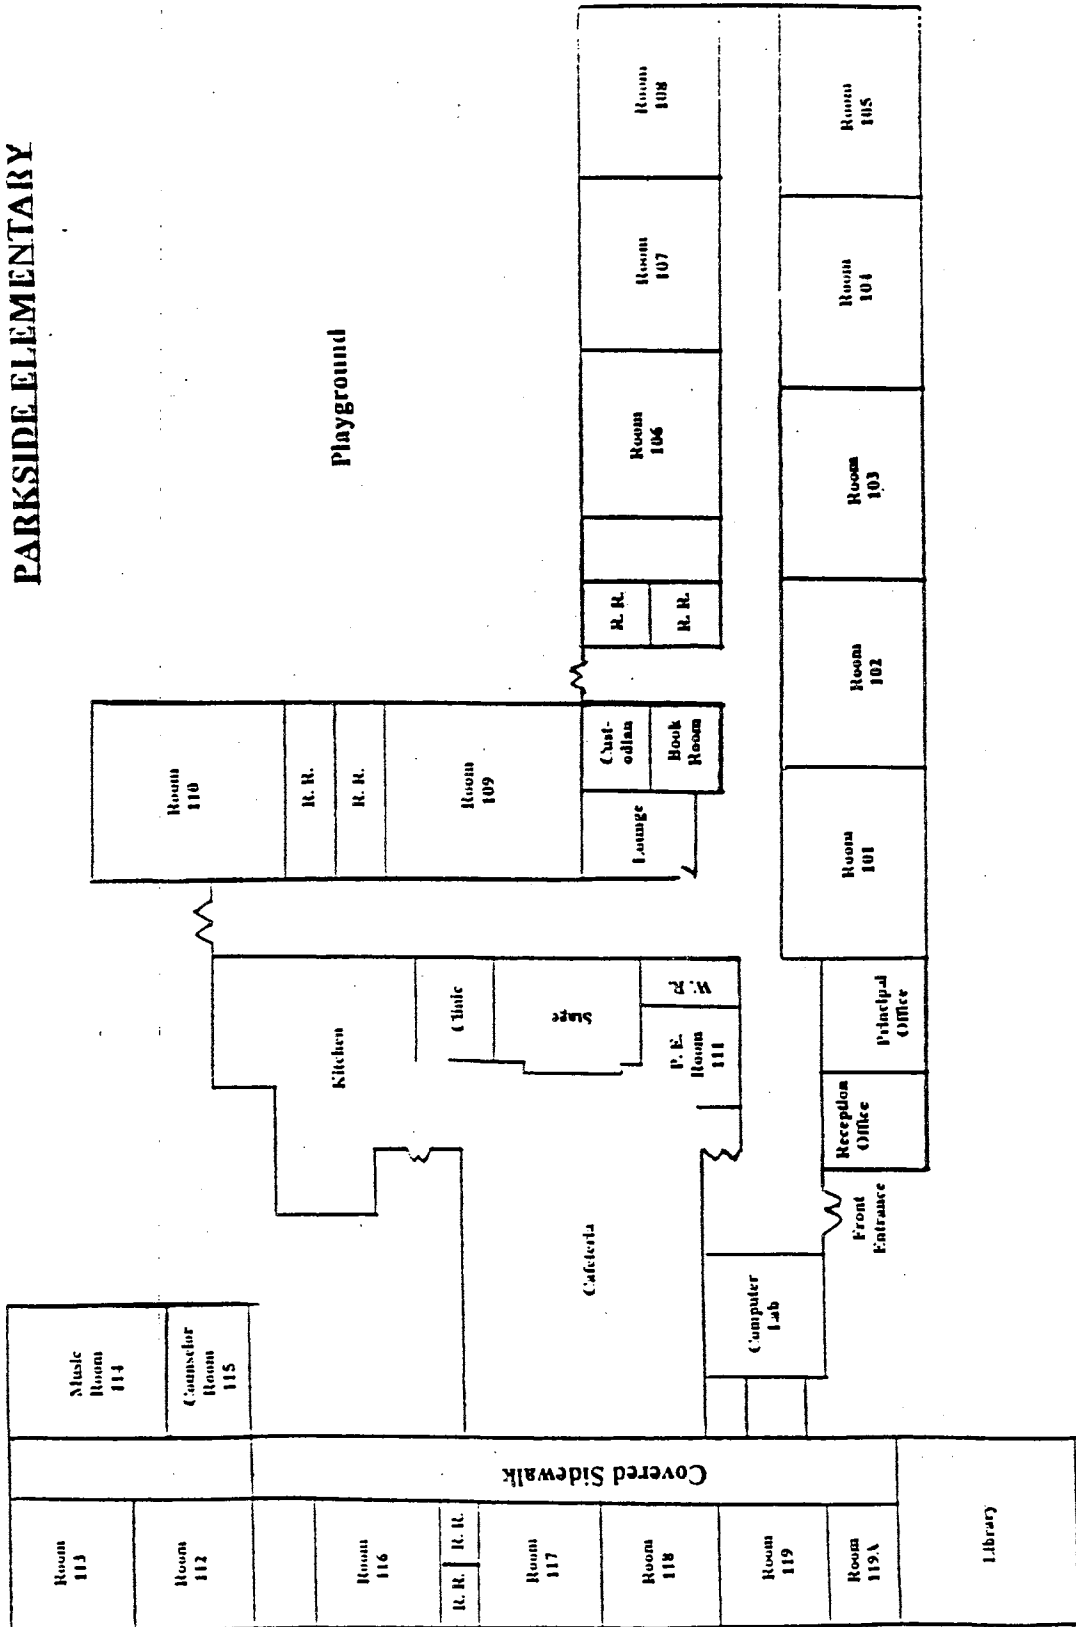 PARKSIDE ELEMENTARY
Playground
Room
108
Room
107
Room
106
R. R.
R. R.
Room
105
Room
104
Room
103
Room
102
Room
101
Room
110
R. R.
R. R.
Room
109
Cust-
odian
Book
Room
Lounge
Kitchen
Clinic
Stage
W. R.
P. E.
Room
111
Principal
Office
Reception
Office
Front
Entrance
Cafeteria
Computer
Lab
Music
Room
114
Counselor
Room
115
Covered Sidewalk
Room
113
Room
112
Room
116
R. R.
R. R.
Room
117
Room
118
Room
119
Room
119A
Library